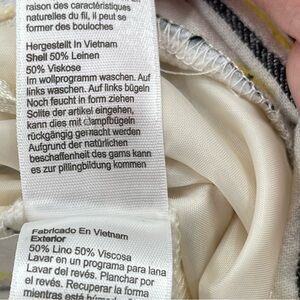 raison des caractéristiques
naturelles du fil, il peut se
former des bouloches
Hergestellt In Vietnam
Shell 50% Leinen
50% Viskose
Im wollprogramm waschen. Auf
links waschen. Auf links bügeln
Noch feucht in form ziehen
Sollte der artikel eingehen,
kann dies mit dampfbügeln
rückgängig gemacht werden
Aufgrund der natürlichen
beschaffenheit des garns kann
es zur pillingbildung kommen
Fabricado En Vietnam
Exterior
50% Lino 50% Viscosa
Lavar en un programa para lana
Lavar del revés. Planchar por
el revés. Recuperar la forma
mientras esté